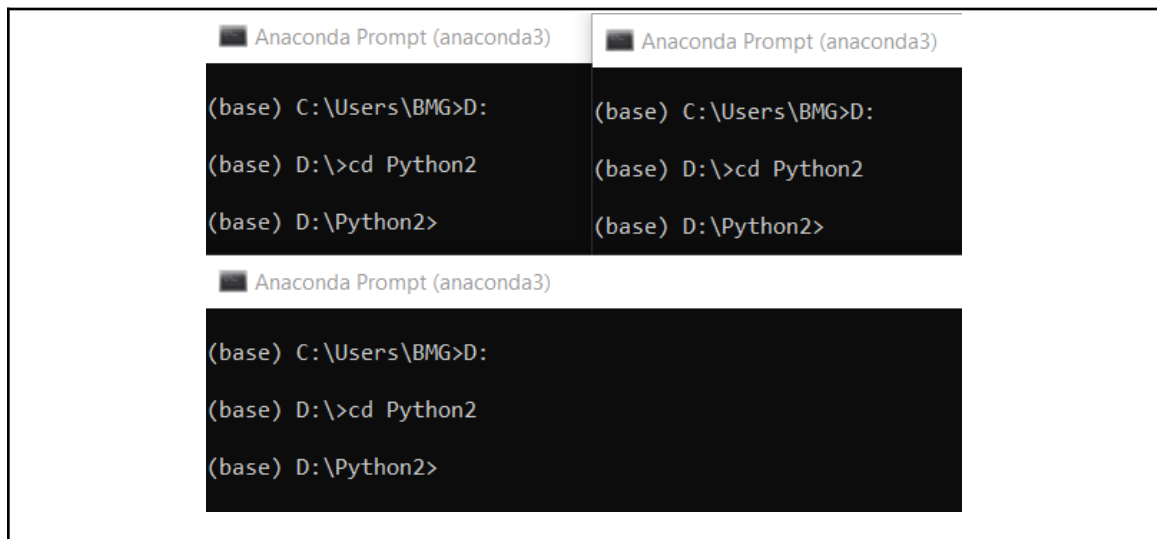 Anaconda Prompt (anaconda3)
(base) C:\Users\BMG>D:
(base) D:\>cd Python2
(base) D:\Python2>
Anaconda Prompt (anaconda3)
(base) C:\Users\BMG>D:
(base) D:\>cd Python2
(base) D:\Python2>
Anaconda Prompt (anaconda3)
(base) C:\Users\BMG>D:
(base) D:\>cd Python2
(base) D:\Python2>